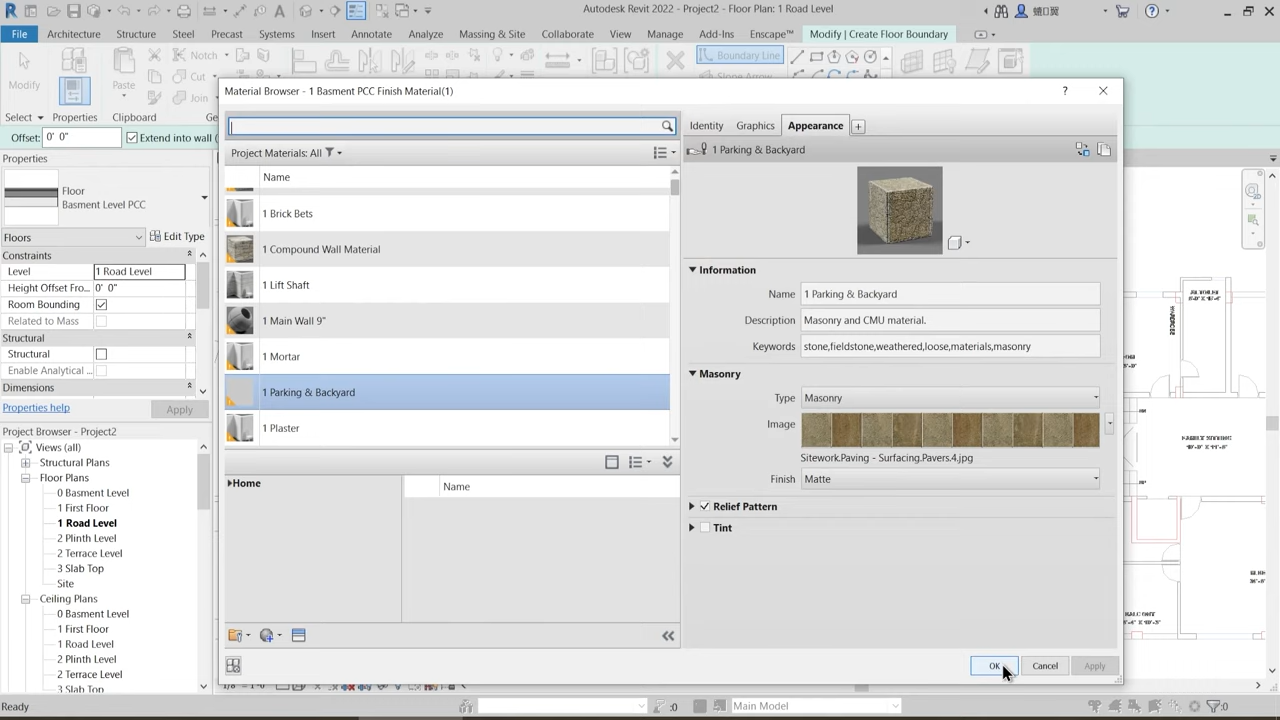 Autodesk Revit 2022 - Project2 - Floor Plan: 1 Road Level
File Architecture Structure Steel Precast Systems Insert Annotate Analyze Massing & Site Collaborate View Manage Add-Ins Enscape™ Modify | Create Floor Boundary
Notch
Boundary Line
Modify
Cut
Paste
Join
Select Properties Clipboard
Offset: 0' 0" Extend into wall (
Properties
Floor
Basment Level PCC
Floors
Edit Type
Constraints
Level 1 Road Level
Height Offset Fro... 0' 0"
Room Bounding
Related to Mass
Structural
Structural
Enable Analytical ...
Dimensions
Properties help
Apply
Project Browser - Project2
Views (all)
Structural Plans
Floor Plans
0 Basment Level
1 First Floor
1 Road Level
2 Plinth Level
2 Terrace Level
3 Slab Top
Site
Ceiling Plans
0 Basment Level
1 First Floor
1 Road Level
2 Plinth Level
2 Terrace Level
3 Slab Top
Material Browser - 1 Basment PCC Finish Material(1)
?
Project Materials: All
Name
1 Brick Bets
1 Compound Wall Material
1 Lift Shaft
1 Main Wall 9"
1 Mortar
1 Parking & Backyard
1 Plaster
Home
Name
Identity Graphics Appearance
1 Parking & Backyard
Information
Name 1 Parking & Backyard
Description Masonry and CMU material.
Keywords stone,fieldstone,weathered,loose,materials,masonry
Masonry
Type Masonry
Image
Sitework.Paving - Surfacing.Pavers.4.jpg
Finish Matte
Relief Pattern
Tint
OK Cancel Apply
Ready
:0
Main Model
:0